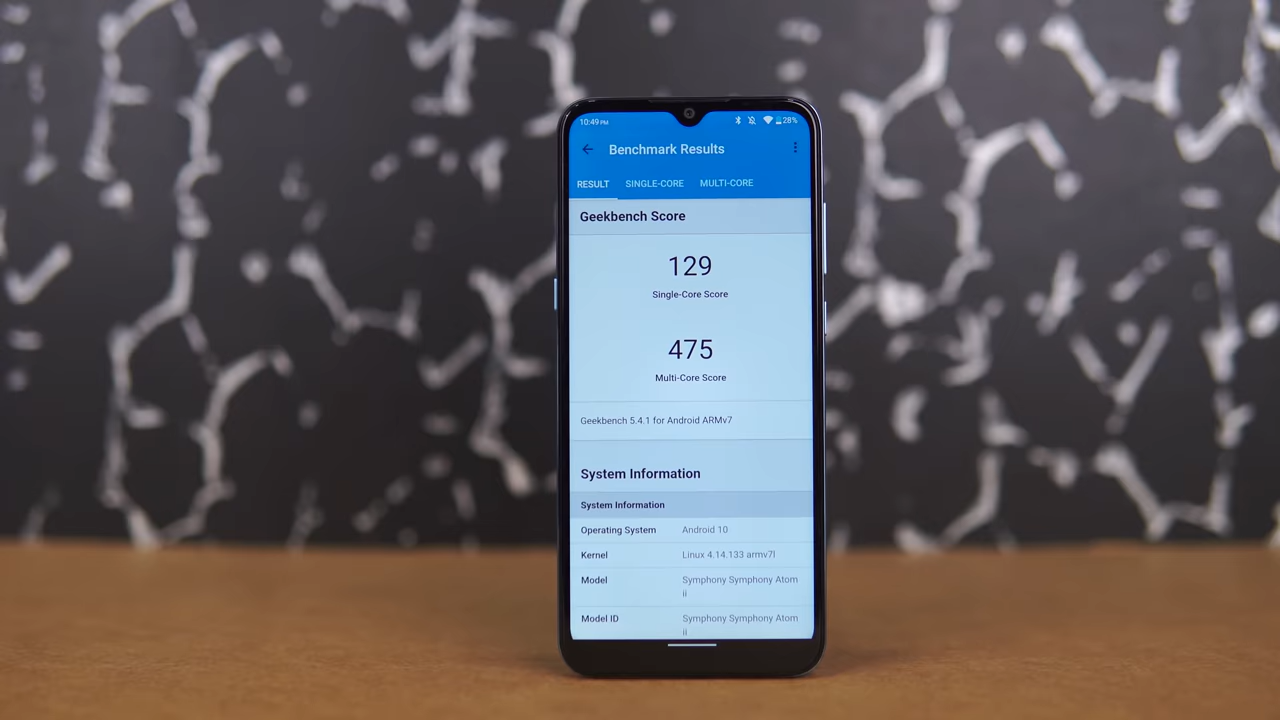 10:49 PM 28%
Benchmark Results
RESULT SINGLE-CORE MULTI-CORE
Geekbench Score
129
Single-Core Score
475
Multi-Core Score
Geekbench 5.4.1 for Android ARMv7
System Information
System Information
Operating System Android 10
Kernel Linux 4.14.133 armv7l
Model Symphony Symphony Atom
ii
Model ID Symphony Symphony Atom
ii